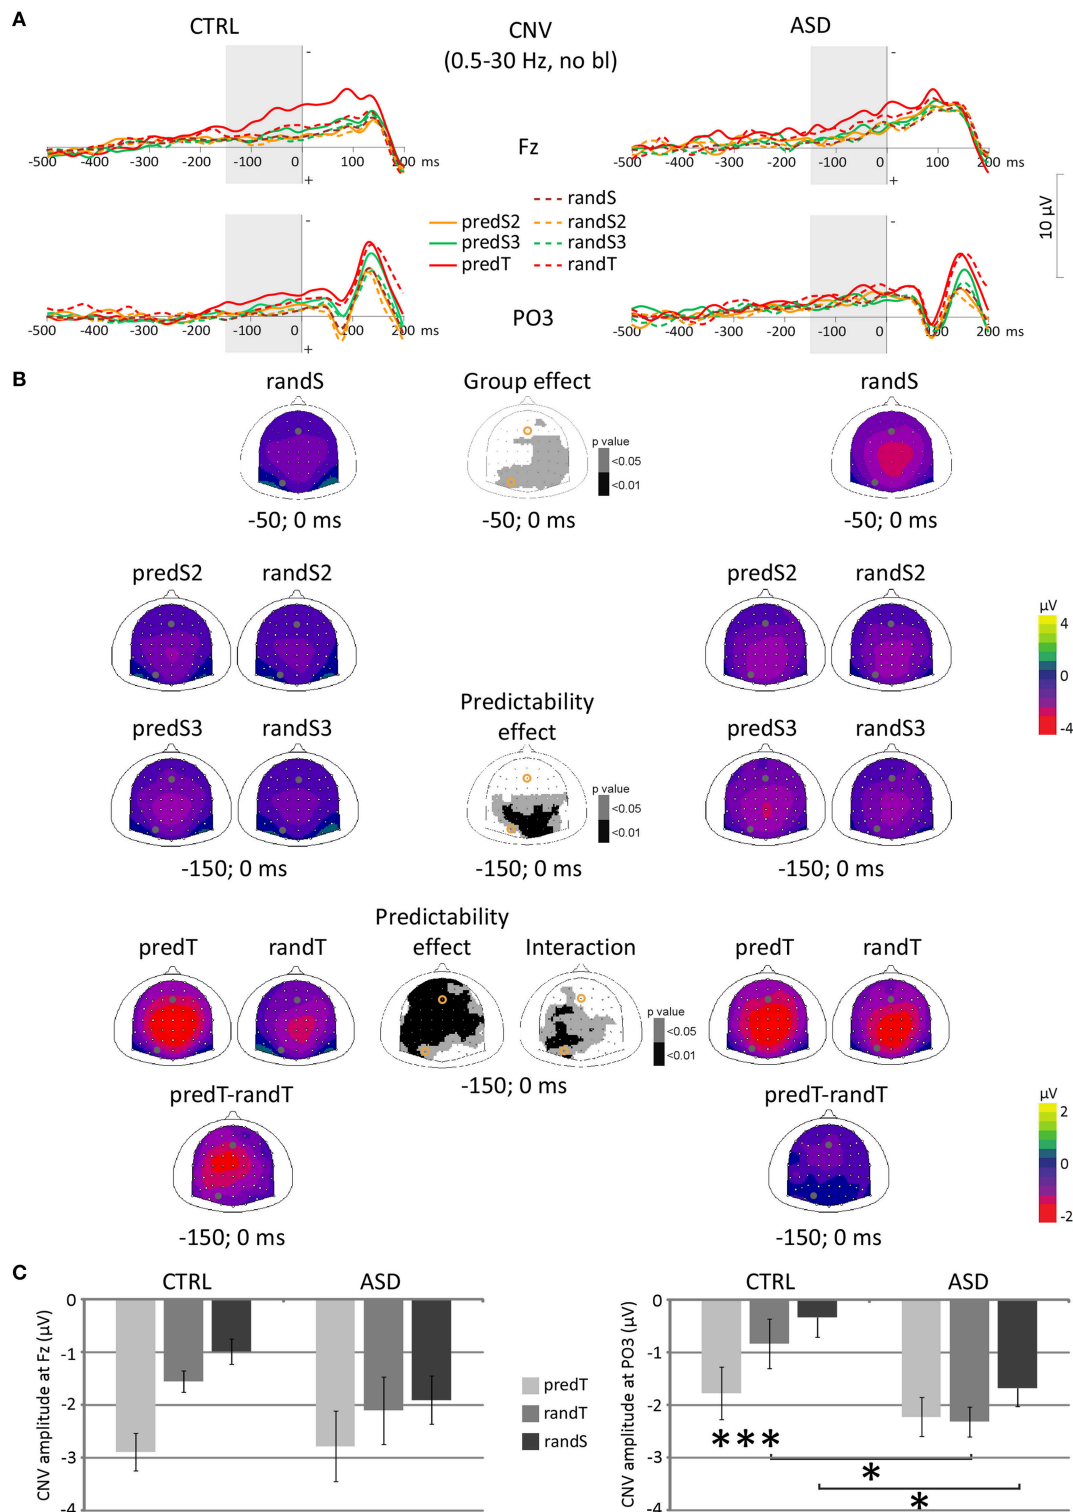 A
CTRL
CNV
(0.5-30 Hz, no bl)
ASD
-
-
Fz
-500 -400 -300 -200 -100 0 100 200 ms
-500 -400 -300 -200 -100 0 100 200 ms
+
+
10 µV
randS
predS2 randS2
predS3 randS3
predT randT
-
-
PO3
-500 -400 -300 -200 -100 0 100 200 ms
-500 -400 -300 -200 -100 0 100 200 ms
+
+
B
randS
Group effect
randS
p value
<0.05
<0.01
-50; 0 ms
-50; 0 ms
-50; 0 ms
predS2 randS2
predS2 randS2
µV
4
0
-4
predS3 randS3
Predictability
effect
predS3 randS3
p value
<0.05
<0.01
-150; 0 ms
-150; 0 ms
-150; 0 ms
predT randT
Predictability
effect
Interaction
predT randT
p value
<0.05
<0.01
-150; 0 ms
predT-randT
predT-randT
µV
2
0
-2
-150; 0 ms
-150; 0 ms
C
CTRL
ASD
CNV amplitude at Fz (µV)
0
-1
-2
-3
-4
predT
randT
randS
CTRL
ASD
CNV amplitude at PO3 (µV)
0
-1
-2
-3
-4
***
*
*